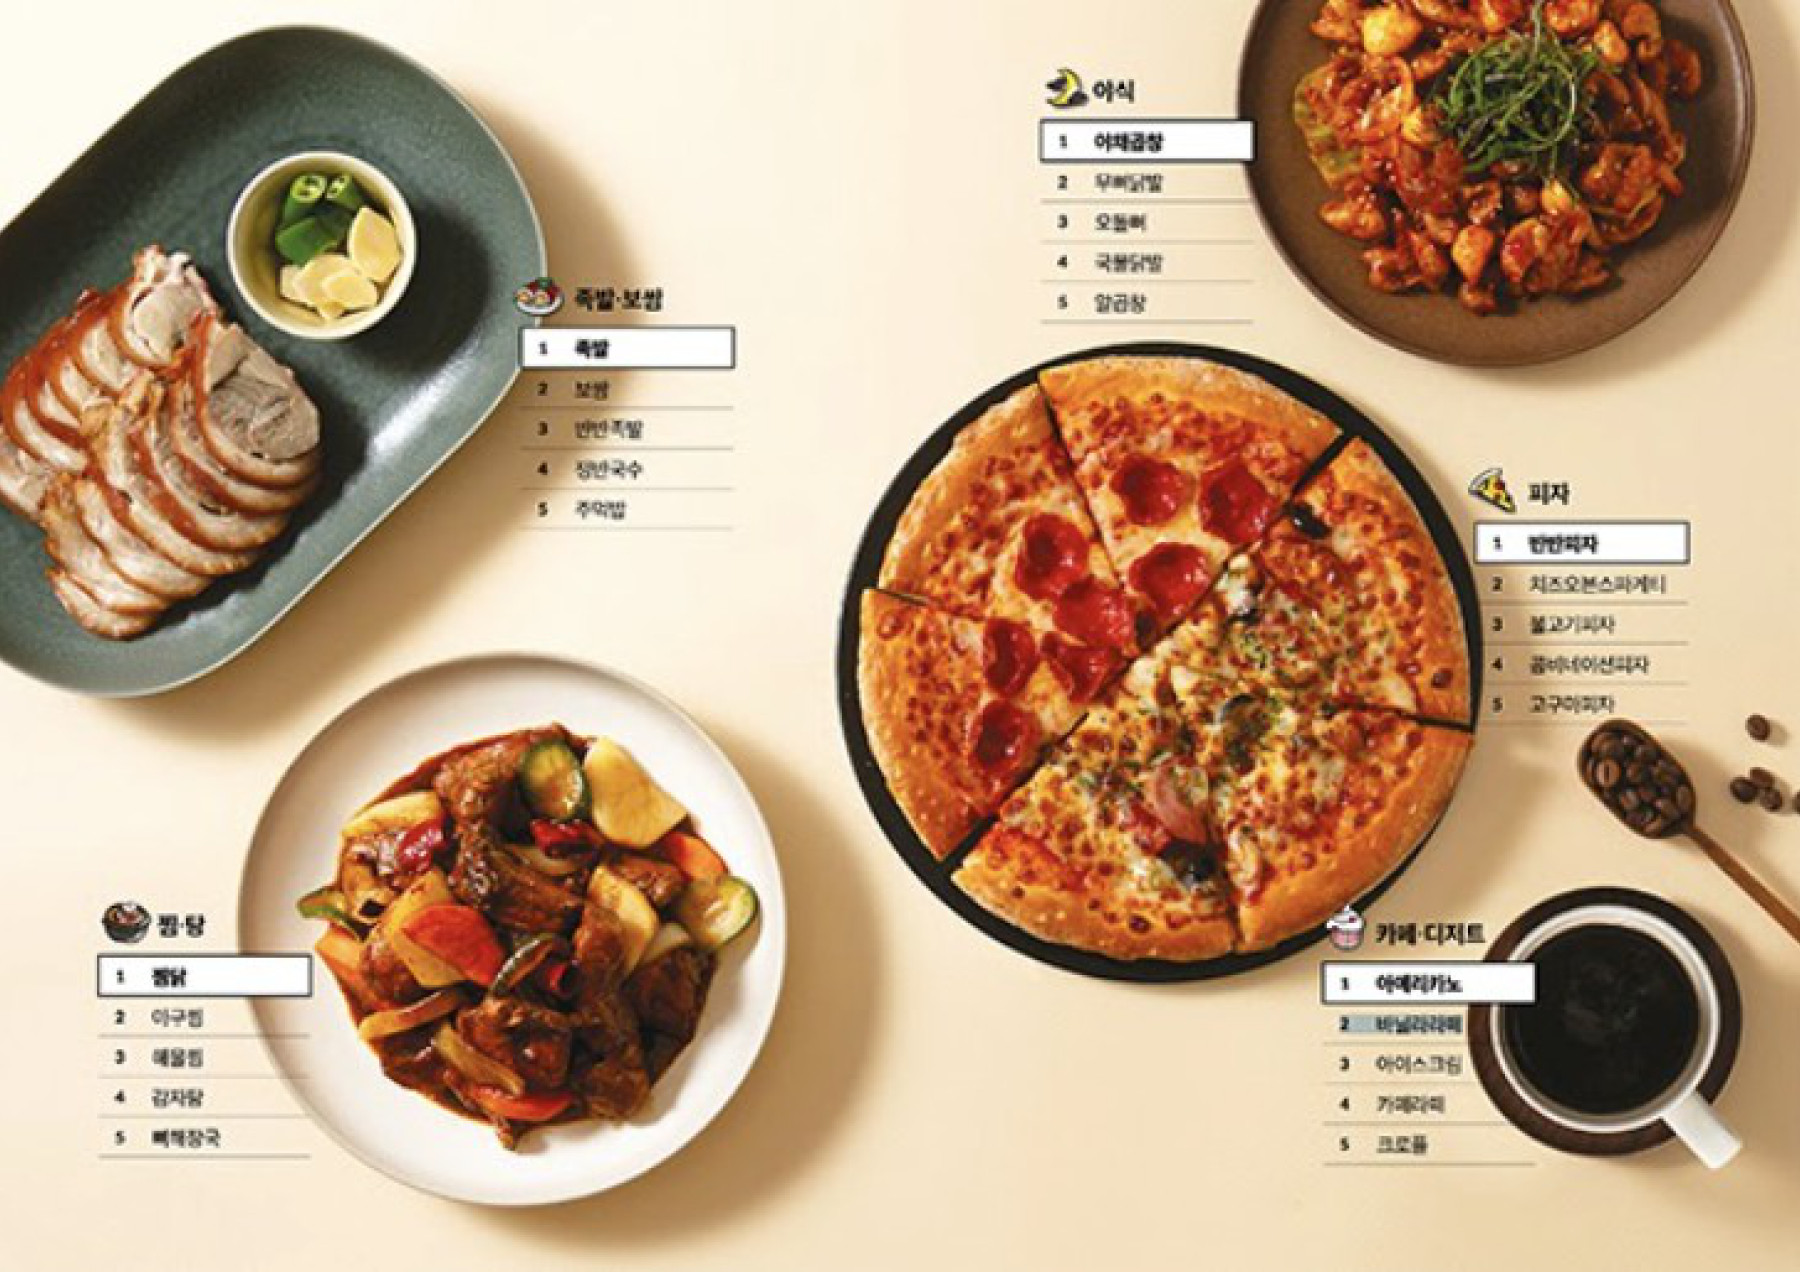 족발·보쌈
1 족발
2 보쌈
3 반반족발
4 쟁반국수
5 주먹밥
찜·탕
1 찜닭
2 아구찜
3 해물찜
4 감자탕
5 뼈해장국
야식
1 야채곱창
2 무뼈닭발
3 오돌뼈
4 국물닭발
5 알곱창
피자
1 반반피자
2 치즈오븐스파게티
3 불고기피자
4 콤비네이션피자
5 고구마피자
카페·디저트
1 아메리카노
2 바닐라라떼
3 아이스크림
4 카페라떼
5 크로플